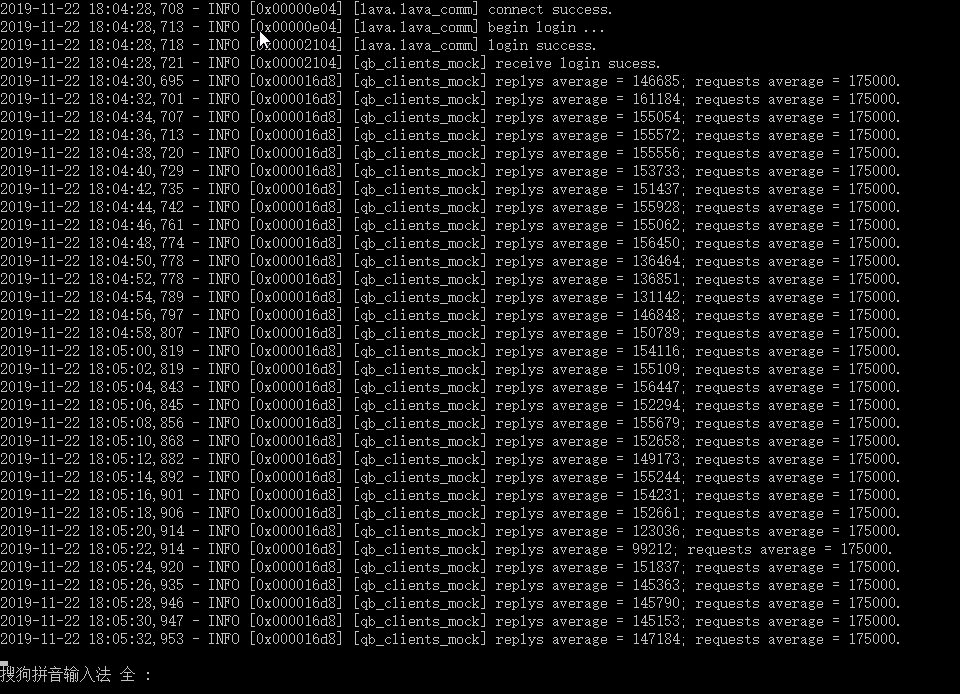 2019-11-22 18:04:28,708 - INFO [0x00000e04] [lava.lava_comm] connect success.
2019-11-22 18:04:28,713 - INFO [0x00000e04] [lava.lava_comm] begin login ...
2019-11-22 18:04:28,718 - INFO [0x00002104] [lava.lava_comm] login success.
2019-11-22 18:04:28,721 - INFO [0x00002104] [qb_clients_mock] receive login sucess.
2019-11-22 18:04:30,695 - INFO [0x000016d8] [qb_clients_mock] replys average = 146685; requests average = 175000.
2019-11-22 18:04:32,701 - INFO [0x000016d8] [qb_clients_mock] replys average = 161184; requests average = 175000.
2019-11-22 18:04:34,707 - INFO [0x000016d8] [qb_clients_mock] replys average = 155054; requests average = 175000.
2019-11-22 18:04:36,713 - INFO [0x000016d8] [qb_clients_mock] replys average = 155572; requests average = 175000.
2019-11-22 18:04:38,720 - INFO [0x000016d8] [qb_clients_mock] replys average = 155556; requests average = 175000.
2019-11-22 18:04:40,729 - INFO [0x000016d8] [qb_clients_mock] replys average = 153733; requests average = 175000.
2019-11-22 18:04:42,735 - INFO [0x000016d8] [qb_clients_mock] replys average = 151437; requests average = 175000.
2019-11-22 18:04:44,742 - INFO [0x000016d8] [qb_clients_mock] replys average = 155928; requests average = 175000.
2019-11-22 18:04:46,761 - INFO [0x000016d8] [qb_clients_mock] replys average = 155062; requests average = 175000.
2019-11-22 18:04:48,774 - INFO [0x000016d8] [qb_clients_mock] replys average = 156450; requests average = 175000.
2019-11-22 18:04:50,778 - INFO [0x000016d8] [qb_clients_mock] replys average = 136464; requests average = 175000.
2019-11-22 18:04:52,778 - INFO [0x000016d8] [qb_clients_mock] replys average = 136851; requests average = 175000.
2019-11-22 18:04:54,789 - INFO [0x000016d8] [qb_clients_mock] replys average = 131142; requests average = 175000.
2019-11-22 18:04:56,797 - INFO [0x000016d8] [qb_clients_mock] replys average = 146848; requests average = 175000.
2019-11-22 18:04:58,807 - INFO [0x000016d8] [qb_clients_mock] replys average = 150789; requests average = 175000.
2019-11-22 18:05:00,819 - INFO [0x000016d8] [qb_clients_mock] replys average = 154116; requests average = 175000.
2019-11-22 18:05:02,819 - INFO [0x000016d8] [qb_clients_mock] replys average = 155109; requests average = 175000.
2019-11-22 18:05:04,843 - INFO [0x000016d8] [qb_clients_mock] replys average = 156447; requests average = 175000.
2019-11-22 18:05:06,845 - INFO [0x000016d8] [qb_clients_mock] replys average = 152294; requests average = 175000.
2019-11-22 18:05:08,856 - INFO [0x000016d8] [qb_clients_mock] replys average = 155679; requests average = 175000.
2019-11-22 18:05:10,868 - INFO [0x000016d8] [qb_clients_mock] replys average = 152658; requests average = 175000.
2019-11-22 18:05:12,882 - INFO [0x000016d8] [qb_clients_mock] replys average = 149173; requests average = 175000.
2019-11-22 18:05:14,892 - INFO [0x000016d8] [qb_clients_mock] replys average = 155244; requests average = 175000.
2019-11-22 18:05:16,901 - INFO [0x000016d8] [qb_clients_mock] replys average = 154231; requests average = 175000.
2019-11-22 18:05:18,906 - INFO [0x000016d8] [qb_clients_mock] replys average = 152661; requests average = 175000.
2019-11-22 18:05:20,914 - INFO [0x000016d8] [qb_clients_mock] replys average = 123036; requests average = 175000.
2019-11-22 18:05:22,914 - INFO [0x000016d8] [qb_clients_mock] replys average = 99212; requests average = 175000.
2019-11-22 18:05:24,920 - INFO [0x000016d8] [qb_clients_mock] replys average = 151837; requests average = 175000.
2019-11-22 18:05:26,935 - INFO [0x000016d8] [qb_clients_mock] replys average = 145363; requests average = 175000.
2019-11-22 18:05:28,946 - INFO [0x000016d8] [qb_clients_mock] replys average = 145790; requests average = 175000.
2019-11-22 18:05:30,947 - INFO [0x000016d8] [qb_clients_mock] replys average = 145153; requests average = 175000.
2019-11-22 18:05:32,953 - INFO [0x000016d8] [qb_clients_mock] replys average = 147184; requests average = 175000.
搜狗拼音输入法 全 :